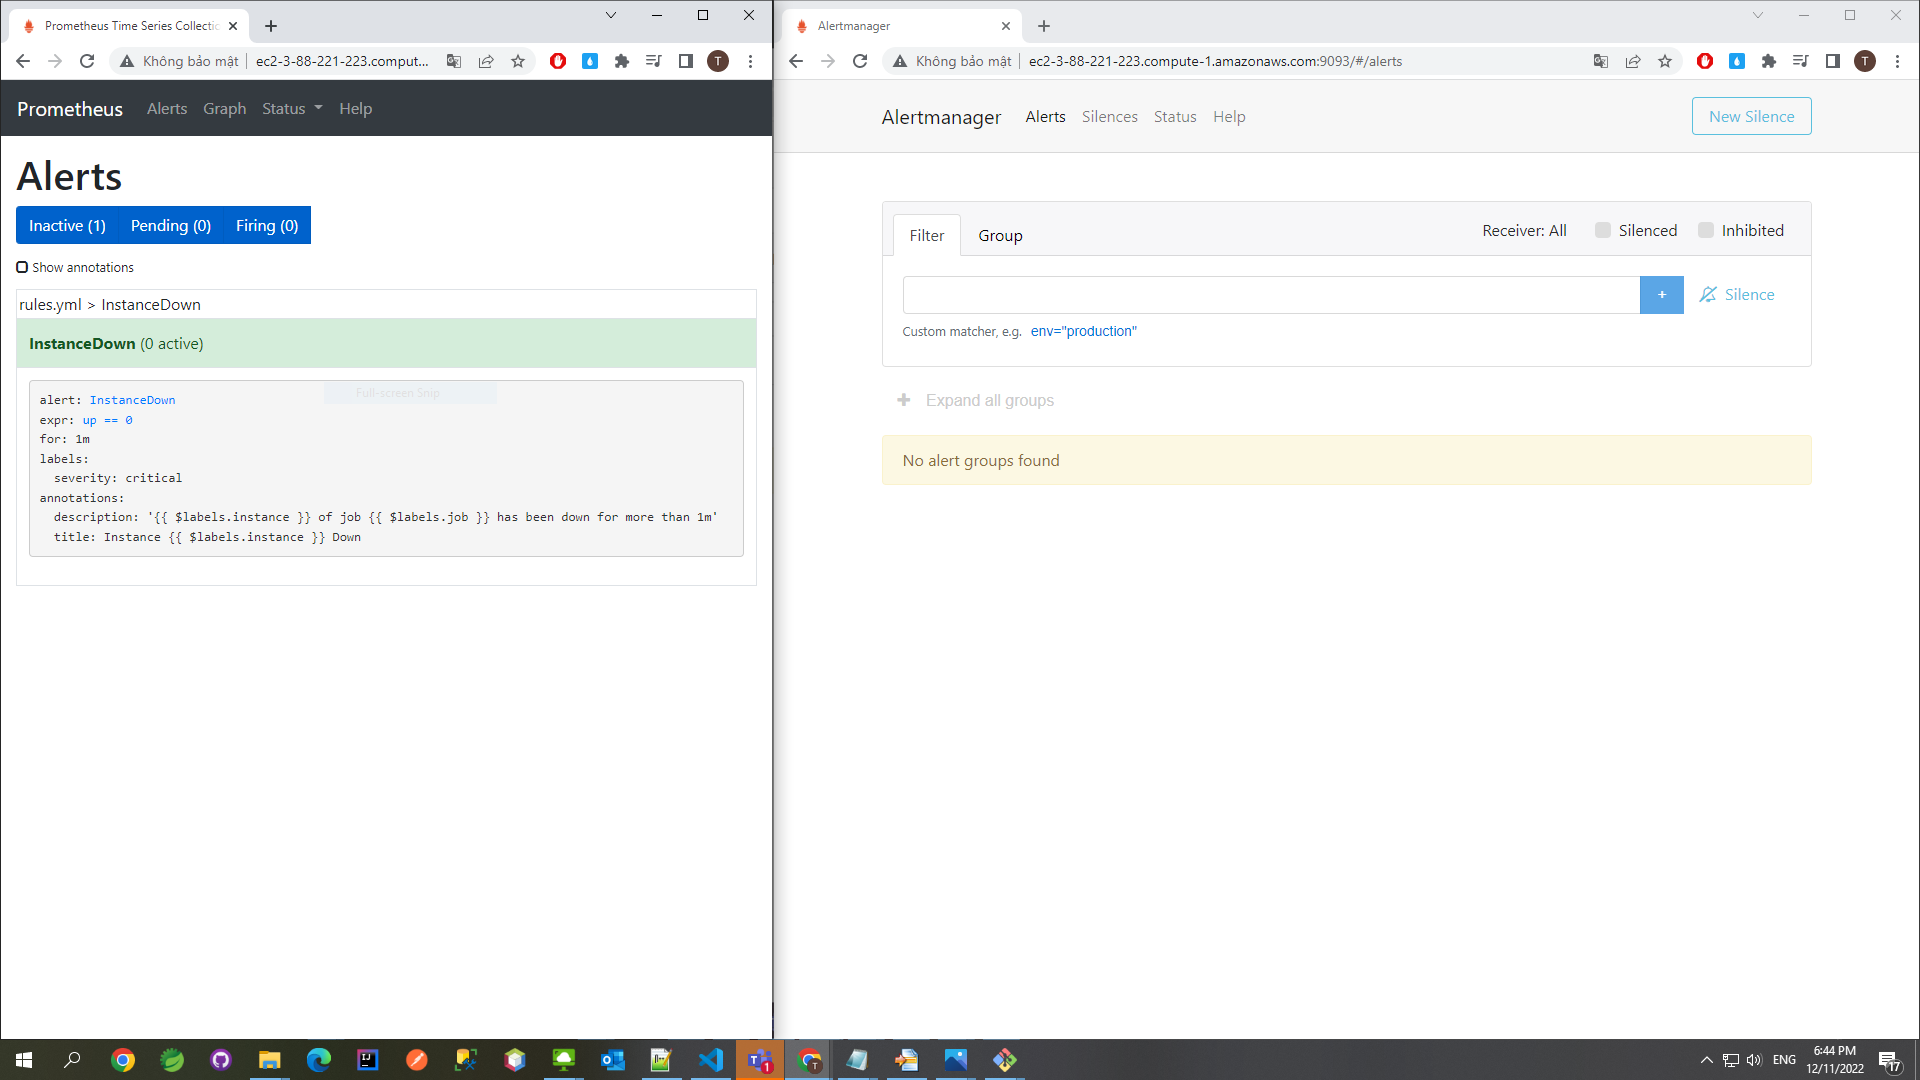 Prometheus Time Series Collectic
Không bảo mật
ec2-3-88-221-223.comput...
T
Prometheus
Alerts
Graph
Status
Help
Alerts
Inactive (1)
Pending (0)
Firing (0)
Show annotations
rules.yml > InstanceDown
InstanceDown (0 active)
Full-screen Snip
alert: InstanceDown
expr: up == 0
for: 1m
labels:
severity: critical
annotations:
description: '{{ $labels.instance }} of job {{ $labels.job }} has been down for more than 1m'
title: Instance {{ $labels.instance }} Down
Alertmanager
Không bảo mật
ec2-3-88-221-223.compute-1.amazonaws.com:9093/#/alerts
T
Alertmanager
Alerts
Silences
Status
Help
New Silence
Filter
Group
Receiver: All
Silenced
Inhibited
+
Silence
Custom matcher, e.g. env="production"
+ Expand all groups
No alert groups found
1
T
ENG
6:44 PM
12/11/2022
17